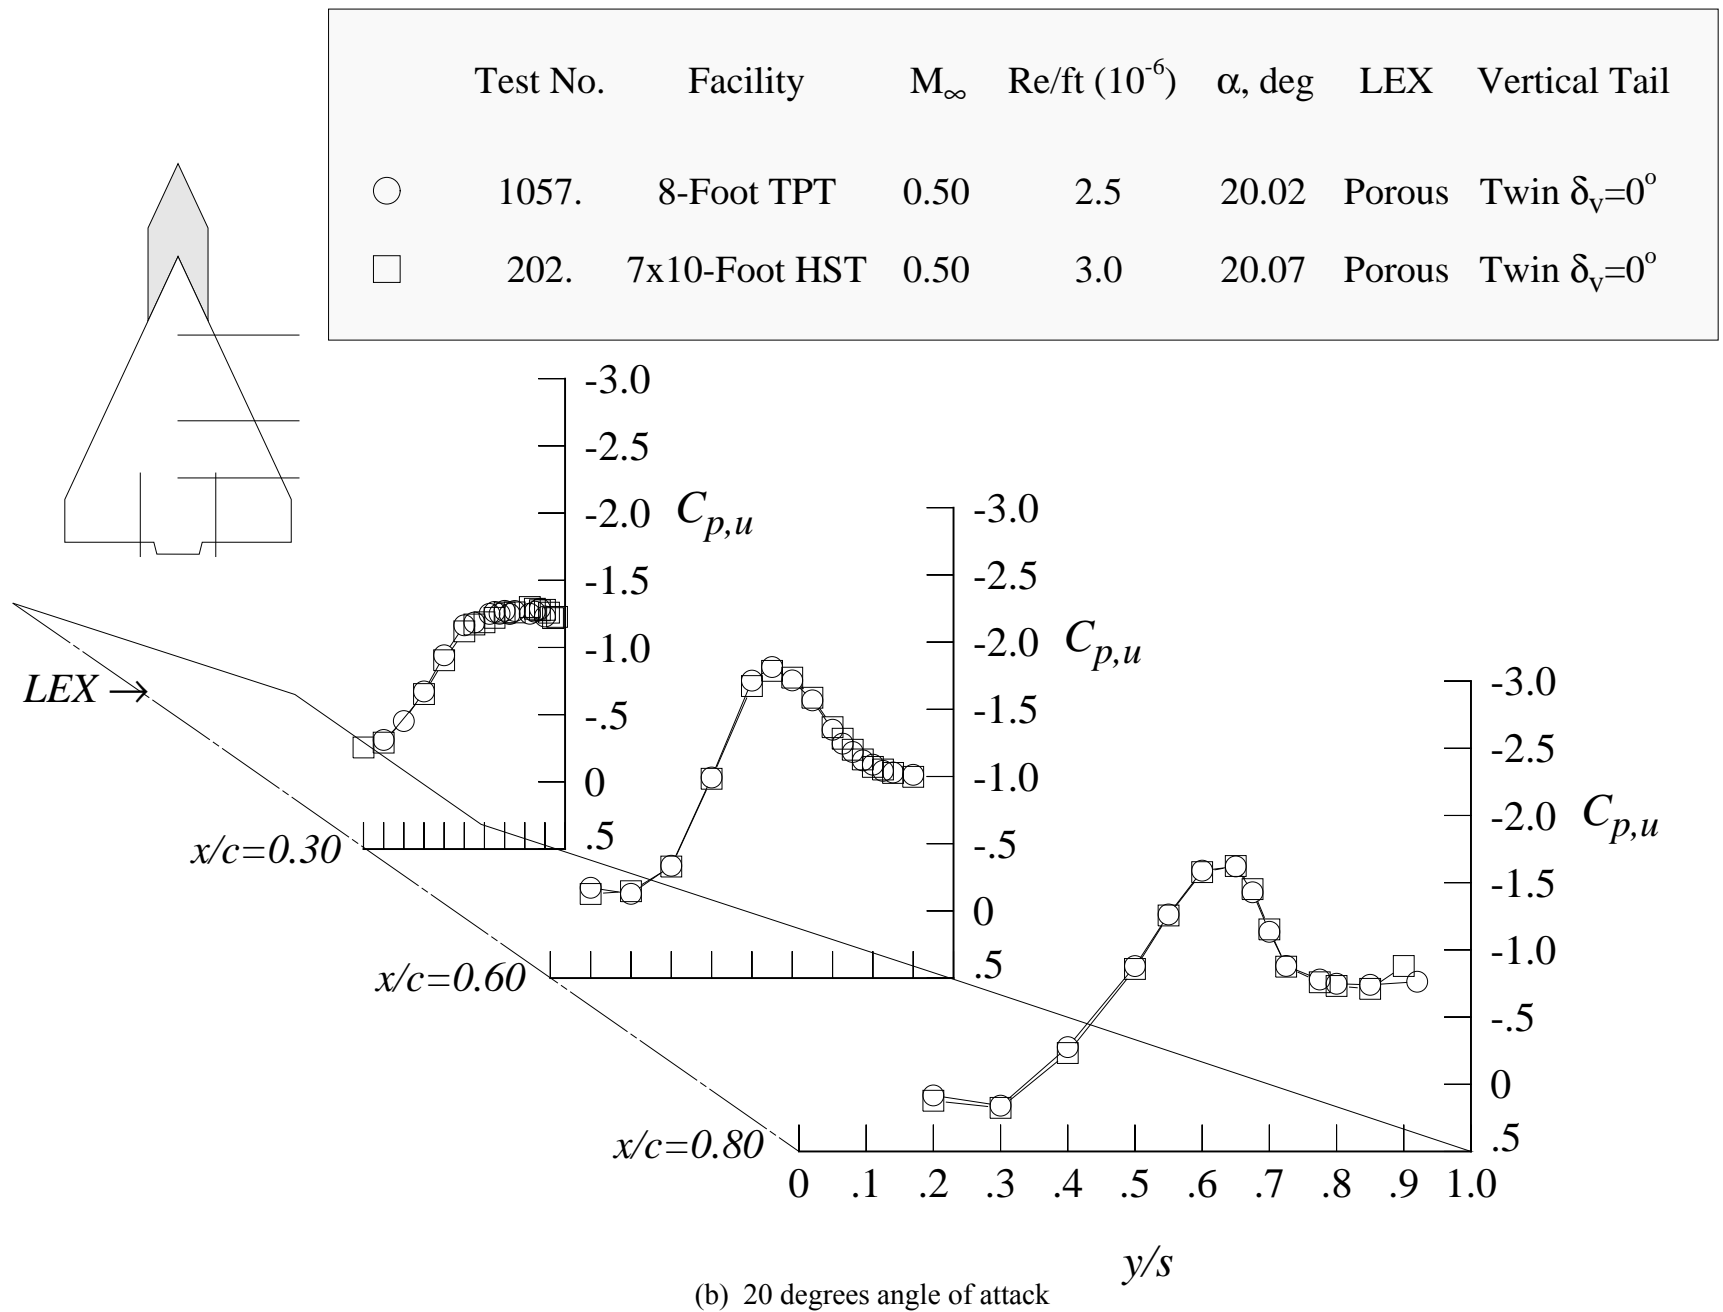 Test No. Facility M∞ Re/ft (10-6) α, deg LEX Vertical Tail
1057. 8-Foot TPT 0.50 2.5 20.02 Porous Twin δv=0o
202. 7x10-Foot HST 0.50 3.0 20.07 Porous Twin δv=0o
-3.0
-2.5
-2.0
-1.5
-1.0
-.5
0
.5
Cp,u
x/c=0.30
LEX →
-3.0
-2.5
-2.0
-1.5
-1.0
-.5
0
.5
Cp,u
x/c=0.60
-3.0
-2.5
-2.0
-1.5
-1.0
-.5
0
.5
Cp,u
x/c=0.80
0 .1 .2 .3 .4 .5 .6 .7 .8 .9 1.0
y/s
(b) 20 degrees angle of attack